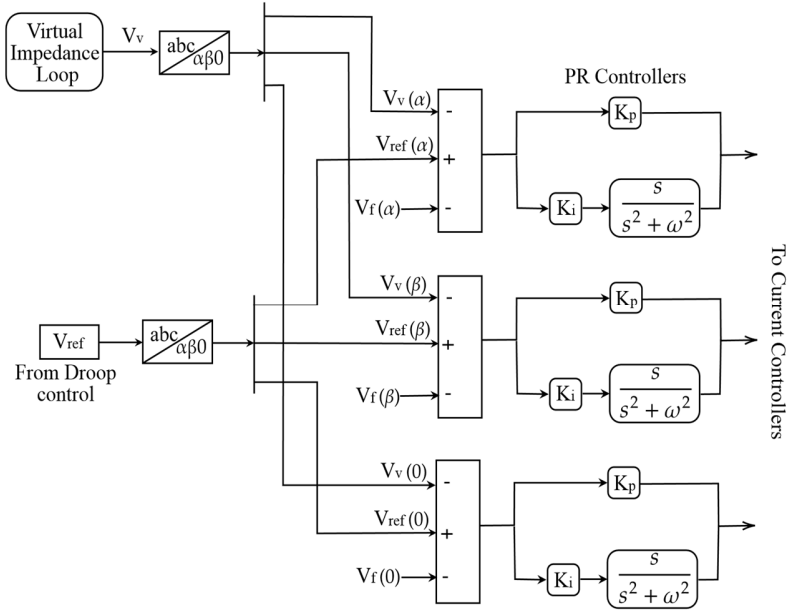 Virtual
Impedance
Loop
Vv
abc
αβ0
PR Controllers
Vv (α)
-
Vref (α)
+
Vf (α)
-
Kp
Ki
s
s² + ω²
Vv (β)
-
Vref (β)
+
Vf (β)
-
Kp
Ki
s
s² + ω²
Vref
From Droop
control
abc
αβ0
Vv (0)
-
Vref (0)
+
Vf (0)
-
Kp
Ki
s
s² + ω²
To Current Controllers